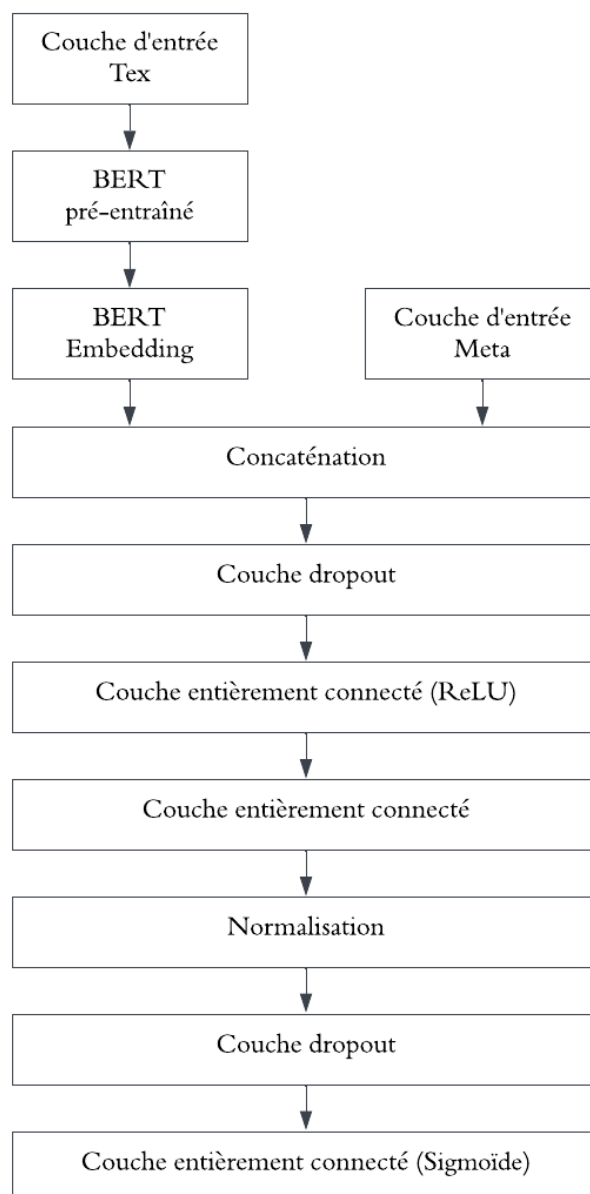 Couche d'entrée
Tex
BERT
pré-entraîné
BERT
Embedding
Couche d'entrée
Meta
Concaténation
Couche dropout
Couche entièrement connecté (ReLU)
Couche entièrement connecté
Normalisation
Couche dropout
Couche entièrement connecté (Sigmoïde)